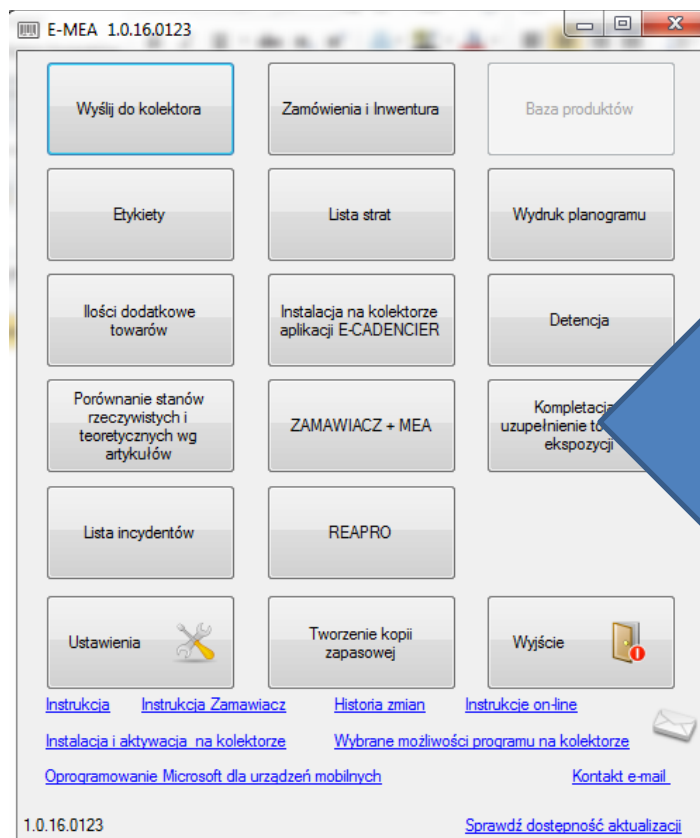 E-MEA 1.0.16.0123
Wyślij do kolektora
Zamówienia i Inwentura
Baza produktów
Etykiety
Lista strat
Wydruk planogramu
Ilości dodatkowe
towarów
Instalacja na kolektorze
aplikacji E-CADENCIER
Detencja
Porównanie stanów
rzeczywistych i
teoretycznych wg
artykułów
ZAMAWIACZ + MEA
Kompletacja
uzupełnienie
ekspozycji
Lista incydentów
REAPRO
Ustawienia
Tworzenie kopii
zapasowej
Wyjście
Instrukcja Instrukcja Zamawiacz Historia zmian Instrukcje on-line
Instalacja i aktywacja na kolektorze Wybrane możliwości programu na kolektorze
Oprogramowanie Microsoft dla urządzeń mobilnych Kontakt e-mail
1.0.16.0123 Sprawdź dostępność aktualizacji